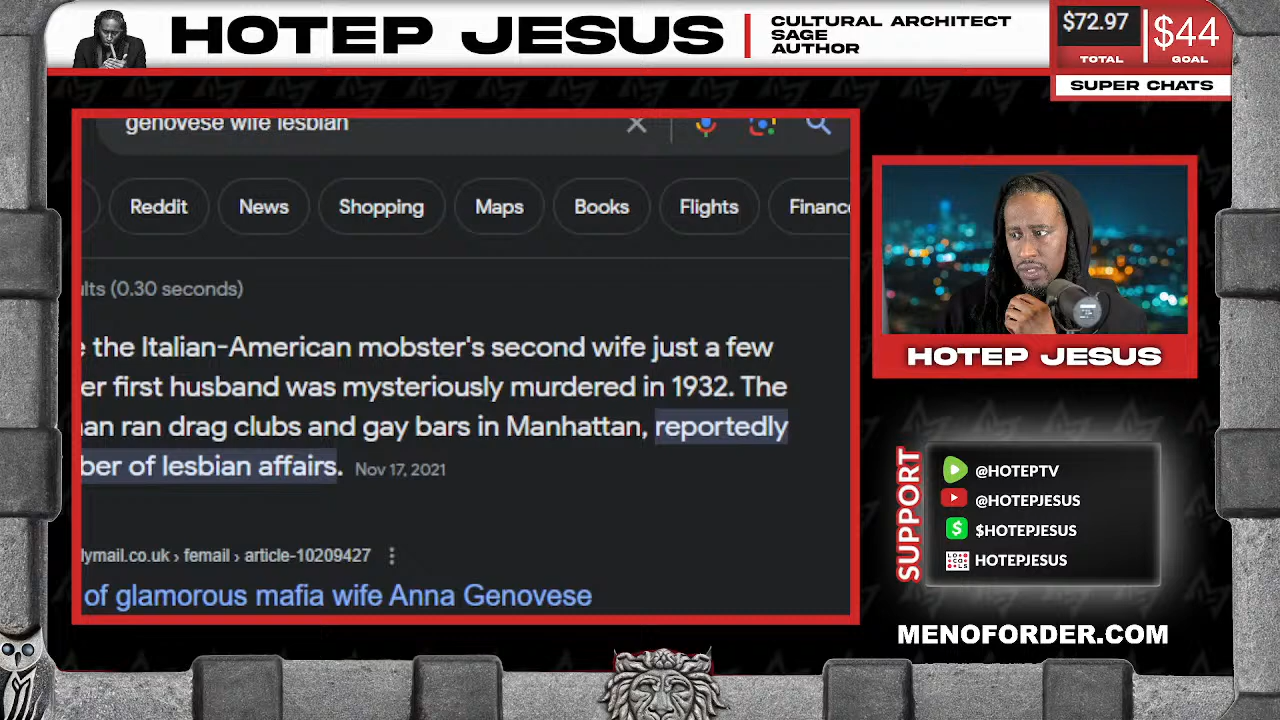 HOTEP JESUS
CULTURAL ARCHITECT
SAGE
AUTHOR
$72.97
TOTAL
$44
GOAL
SUPER CHATS
genovese wife lesbian
Reddit
News
Shopping
Maps
Books
Flights
Finance
lts (0.30 seconds)
e the Italian-American mobster's second wife just a few
er first husband was mysteriously murdered in 1932. The
an ran drag clubs and gay bars in Manhattan, reportedly
ber of lesbian affairs. Nov 17, 2021
lymail.co.uk › femail › article-10209427
of glamorous mafia wife Anna Genovese
HOTEP JESUS
SUPPORT
@HOTEPTV
@HOTEPJESUS
$HOTEPJESUS
LOCALS
HOTEPJESUS
MENOFORDER.COM